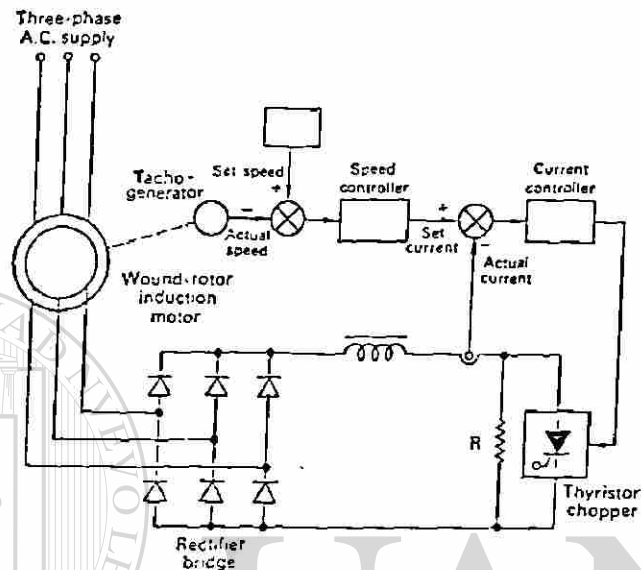 Three-phase
A.C. supply
Tacho-
generator
Set speed
+
Speed
controller
Current
controller
−
Actual
speed
+
Set
current
−
Actual
current
Wound-rotor
induction
motor
R
Thyristor
chopper
Rectifier
bridge